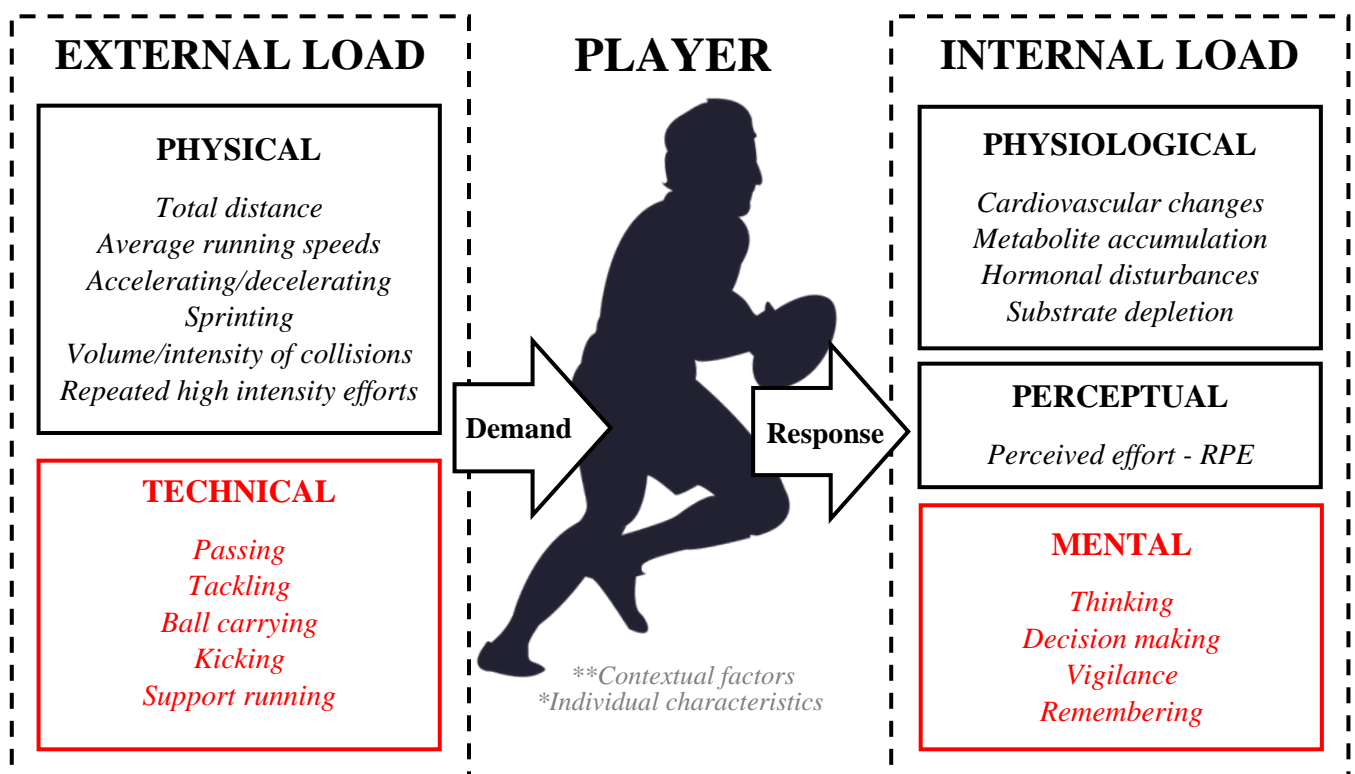 EXTERNAL LOAD
PHYSICAL
Total distance
Average running speeds
Accelerating/decelerating
Sprinting
Volume/intensity of collisions
Repeated high intensity efforts
TECHNICAL
Passing
Tackling
Ball carrying
Kicking
Support running
PLAYER
Demand
Response
**Contextual factors
*Individual characteristics
INTERNAL LOAD
PHYSIOLOGICAL
Cardiovascular changes
Metabolite accumulation
Hormonal disturbances
Substrate depletion
PERCEPTUAL
Perceived effort - RPE
MENTAL
Thinking
Decision making
Vigilance
Remembering